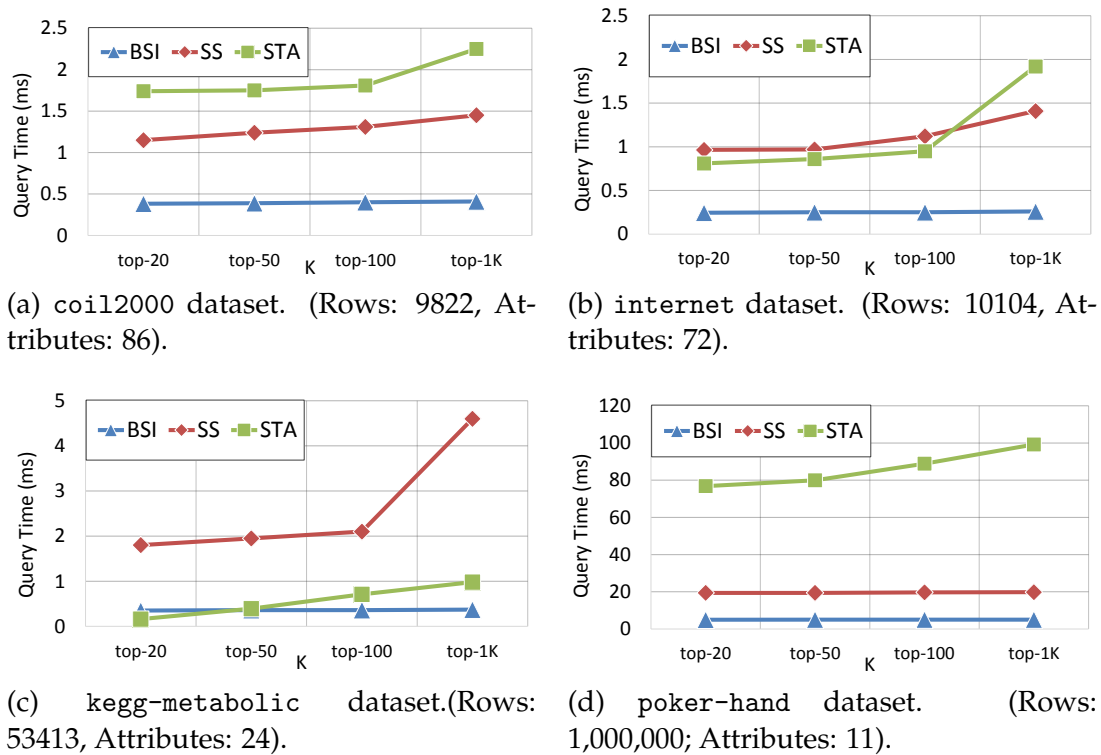 2.5
2
1.5
1
0.5
0
Query Time (ms)
BSI SS STA
top-20 top-50 top-100 top-1K
K
(a) coil2000 dataset. (Rows: 9822, At-
tributes: 86).
2.5
2
1.5
1
0.5
0
Query Time (ms)
BSI SS STA
top-20 top-50 top-100 top-1K
K
(b) internet dataset. (Rows: 10104, At-
tributes: 72).
5
4
3
2
1
0
Query Time (ms)
BSI SS STA
top-20 top-50 top-100 top-1K
K
(c) kegg-metabolic dataset.(Rows:
53413, Attributes: 24).
120
100
80
60
40
20
0
Query Time (ms)
BSI SS STA
top-20 top-50 top-100 top-1K
K
(d) poker-hand dataset. (Rows:
1,000,000; Attributes: 11).